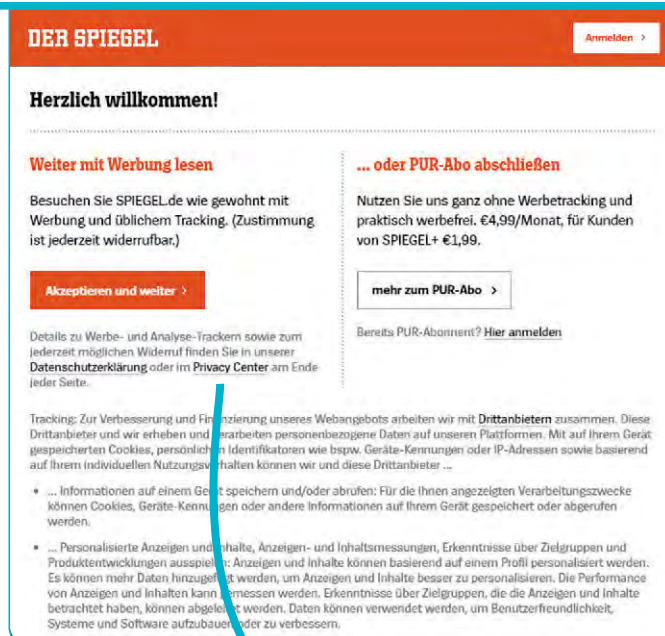 DER SPIEGEL
Anmelden >
Herzlich willkommen!
Weiter mit Werbung lesen
Besuchen Sie SPIEGEL.de wie gewohnt mit
Werbung und üblichem Tracking. (Zustimmung
ist jederzeit widerrufbar.)
Akzeptieren und weiter >
Details zu Werbe- und Analyse-Trackern sowie zum
jederzeit möglichen Widerruf finden Sie in unserer
Datenschutzerklärung oder im Privacy Center am Ende
jeder Seite.
... oder PUR-Abo abschließen
Nutzen Sie uns ganz ohne Werbetracking und
praktisch werbefrei. €4,99/Monat, für Kunden
von SPIEGEL+ €1,99.
mehr zum PUR-Abo >
Bereits PUR-Abonnent? Hier anmelden
Tracking: Zur Verbesserung und Finanzierung unseres Webangebots arbeiten wir mit Drittanbietern zusammen. Diese
Drittanbieter und wir erheben und verarbeiten personenbezogene Daten auf unseren Plattformen. Mit auf Ihrem Gerät
gespeicherten Cookies, persönlichen Identifikatoren wie bspw. Geräte-Kennungen oder IP-Adressen sowie basierend
auf Ihrem individuellen Nutzungsverhalten können wir und diese Drittanbieter ...
• ... Informationen auf einem Gerät speichern und/oder abrufen: Für die Ihnen angezeigten Verarbeitungszwecke
können Cookies, Geräte-Kennungen oder andere Informationen auf Ihrem Gerät gespeichert oder abgerufen
werden.
• ... Personalisierte Anzeigen und Inhalte, Anzeigen- und Inhaltsmessungen, Erkenntnisse über Zielgruppen und
Produktentwicklungen ausspielen: Anzeigen und Inhalte können basierend auf einem Profil personalisiert werden.
Es können mehr Daten hinzugefügt werden, um Anzeigen und Inhalte besser zu personalisieren. Die Performance
von Anzeigen und Inhalten kann gemessen werden. Erkenntnisse über Zielgruppen, die die Anzeigen und Inhalte
betrachtet haben, können abgeleitet werden. Daten können verwendet werden, um Benutzerfreundlichkeit,
Systeme und Software aufzubauen oder zu verbessern.